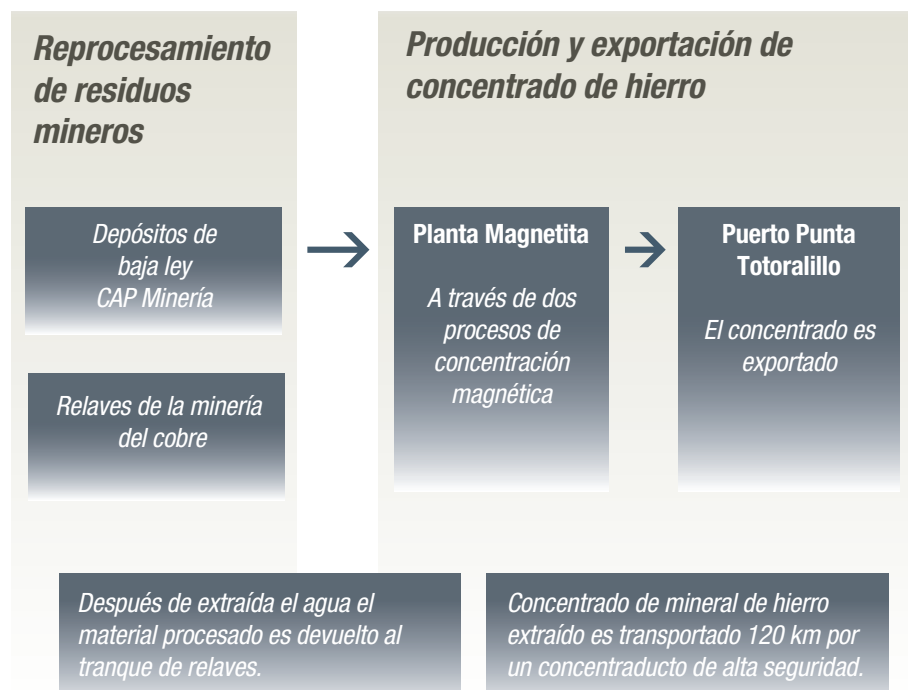 Reprocesamiento
de residuos
mineros
Depósitos de
baja ley
CAP Minería
Relaves de la minería
del cobre
Producción y exportación de
concentrado de hierro
Planta Magnetita
A través de dos
procesos de
concentración
magnética
Puerto Punta
Totoralillo
El concentrado es
exportado
Después de extraída el agua el
material procesado es devuelto al
tranque de relaves.
Concentrado de mineral de hierro
extraído es transportado 120 km por
un concentraducto de alta seguridad.